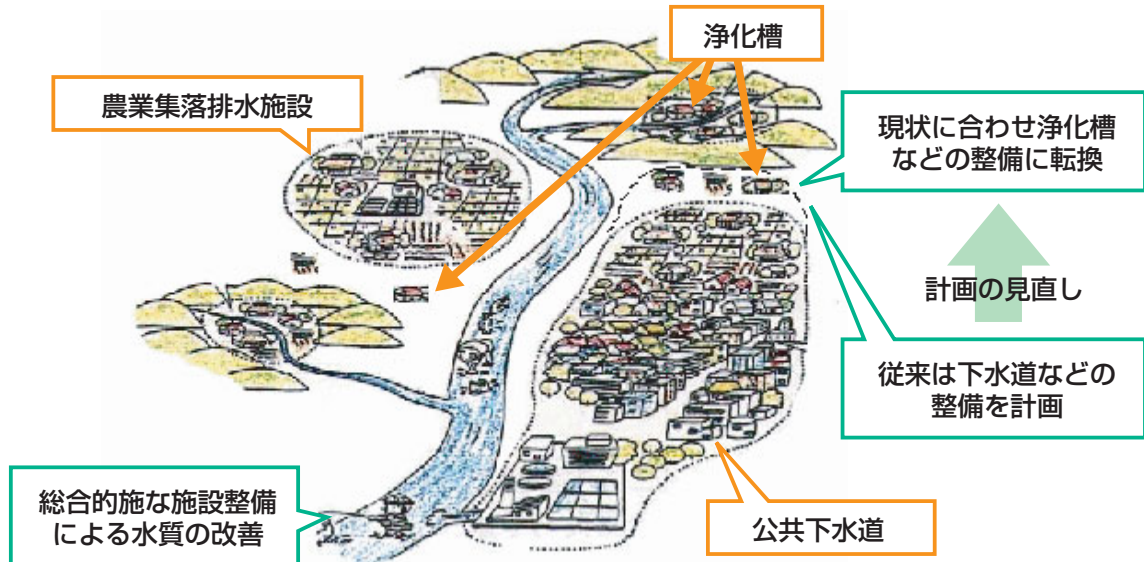 浄化槽
農業集落排水施設
現状に合わせ浄化槽
などの整備に転換
計画の見直し
従来は下水道などの
整備を計画
総合的施な施設整備
による水質の改善
公共下水道